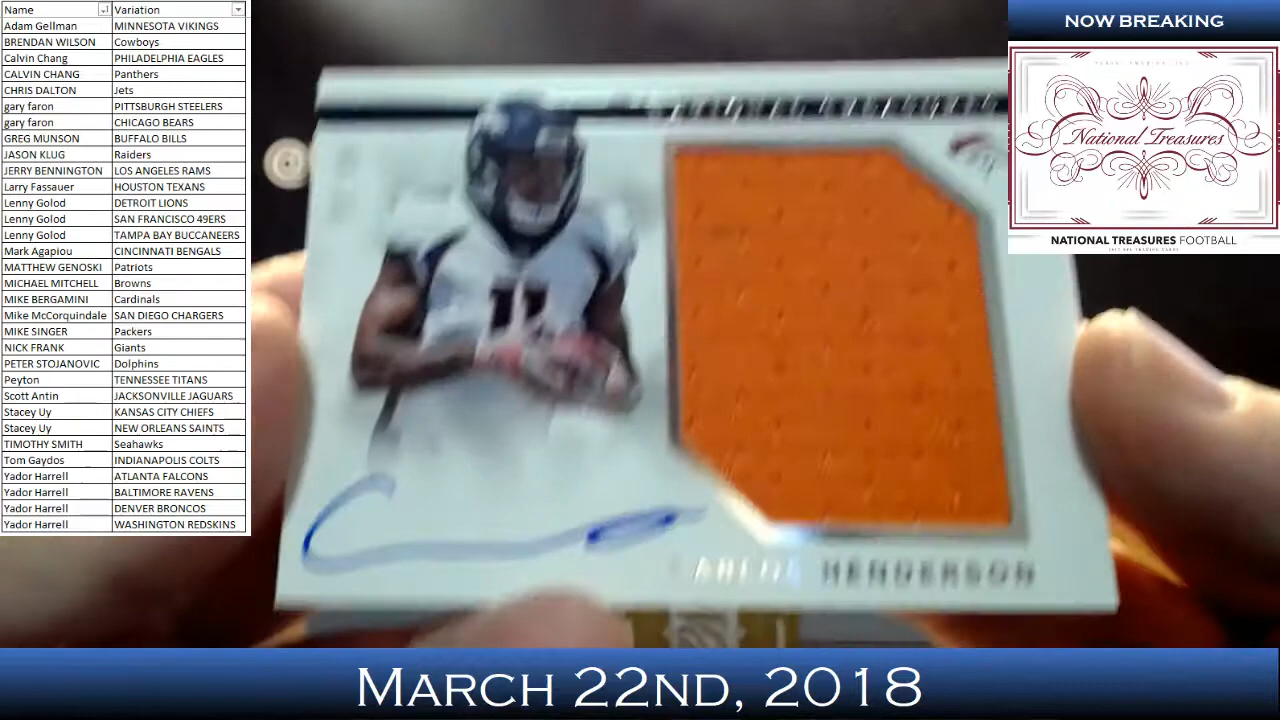 Name Variation
Adam Gellman MINNESOTA VIKINGS
BRENDAN WILSON Cowboys
Calvin Chang PHILADELPHIA EAGLES
CALVIN CHANG Panthers
CHRIS DALTON Jets
gary faron PITTSBURGH STEELERS
gary faron CHICAGO BEARS
GREG MUNSON BUFFALO BILLS
JASON KLUG Raiders
JERRY BENNINGTON LOS ANGELES RAMS
Larry Fassauer HOUSTON TEXANS
Lenny Golod DETROIT LIONS
Lenny Golod SAN FRANCISCO 49ERS
Lenny Golod TAMPA BAY BUCCANEERS
Mark Agapiou CINCINNATI BENGALS
MATTHEW GENOSKI Patriots
MICHAEL MITCHELL Browns
MIKE BERGAMINI Cardinals
Mike McCorquindale SAN DIEGO CHARGERS
MIKE SINGER Packers
NICK FRANK Giants
PETER STOJANOVIC Dolphins
Peyton TENNESSEE TITANS
Scott Antin JACKSONVILLE JAGUARS
Stacey Uy KANSAS CITY CHIEFS
Stacey Uy NEW ORLEANS SAINTS
TIMOTHY SMITH Seahawks
Tom Gaydos INDIANAPOLIS COLTS
Yador Harrell ATLANTA FALCONS
Yador Harrell BALTIMORE RAVENS
Yador Harrell DENVER BRONCOS
Yador Harrell WASHINGTON REDSKINS
NOW BREAKING
National Treasures
NATIONAL TREASURES FOOTBALL
11
HENDERSON
MARCH 22ND, 2018